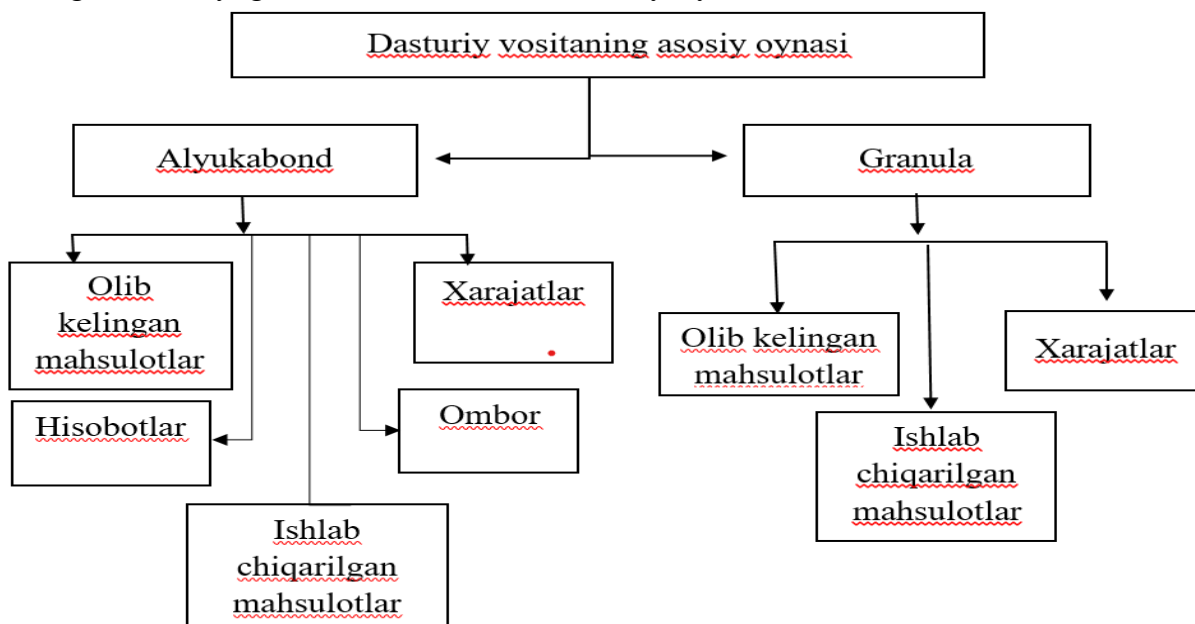 Dasturiy vositaning asosiy oynasi
Alyukabond
Granula
Olib
kelingan
mahsulotlar
Xarajatlar
Hisobotlar
Ombor
Ishlab
chiqarilgan
mahsulotlar
Olib kelingan
mahsulotlar
Xarajatlar
Ishlab
chiqarilgan
mahsulotlar